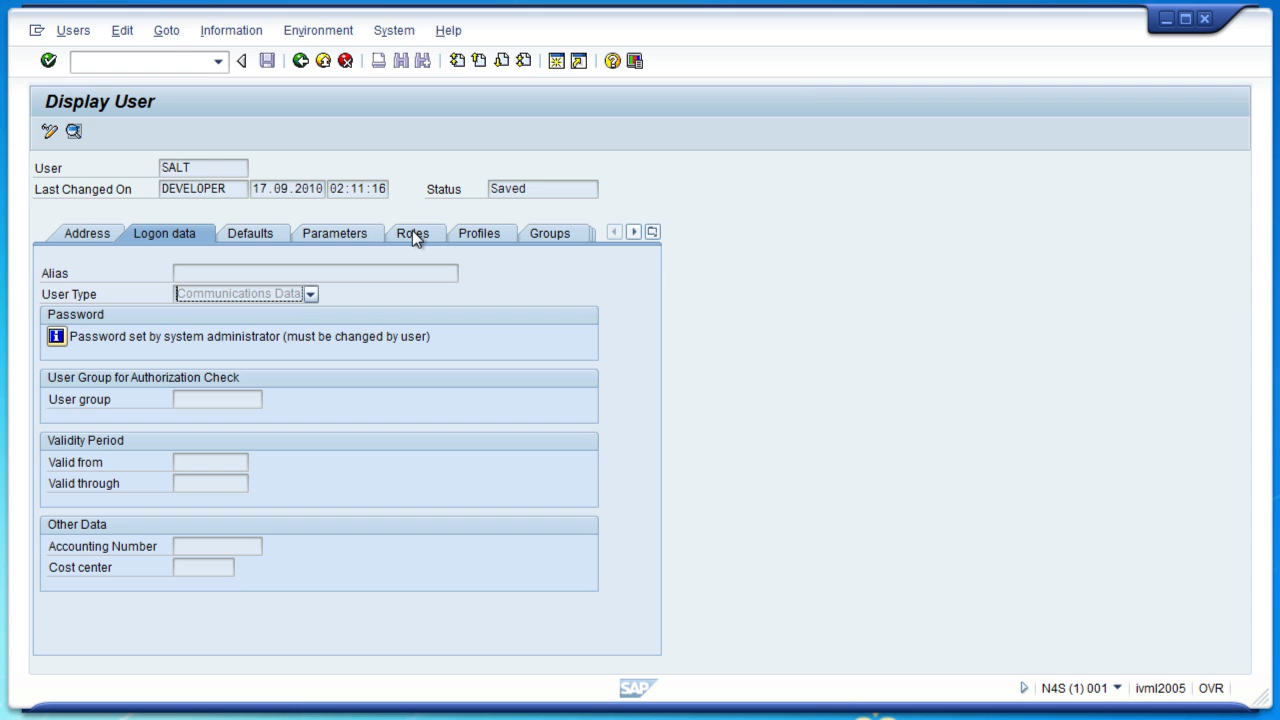 Users Edit Goto Information Environment System Help
Display User
User SALT
Last Changed On DEVELOPER 17.09.2010 02:11:16 Status Saved
Address Logon data Defaults Parameters Roles Profiles Groups
Alias
User Type Communications Data
Password
Password set by system administrator (must be changed by user)
User Group for Authorization Check
User group
Validity Period
Valid from
Valid through
Other Data
Accounting Number
Cost center
SAP N4S (1) 001 ivml2005 OVR